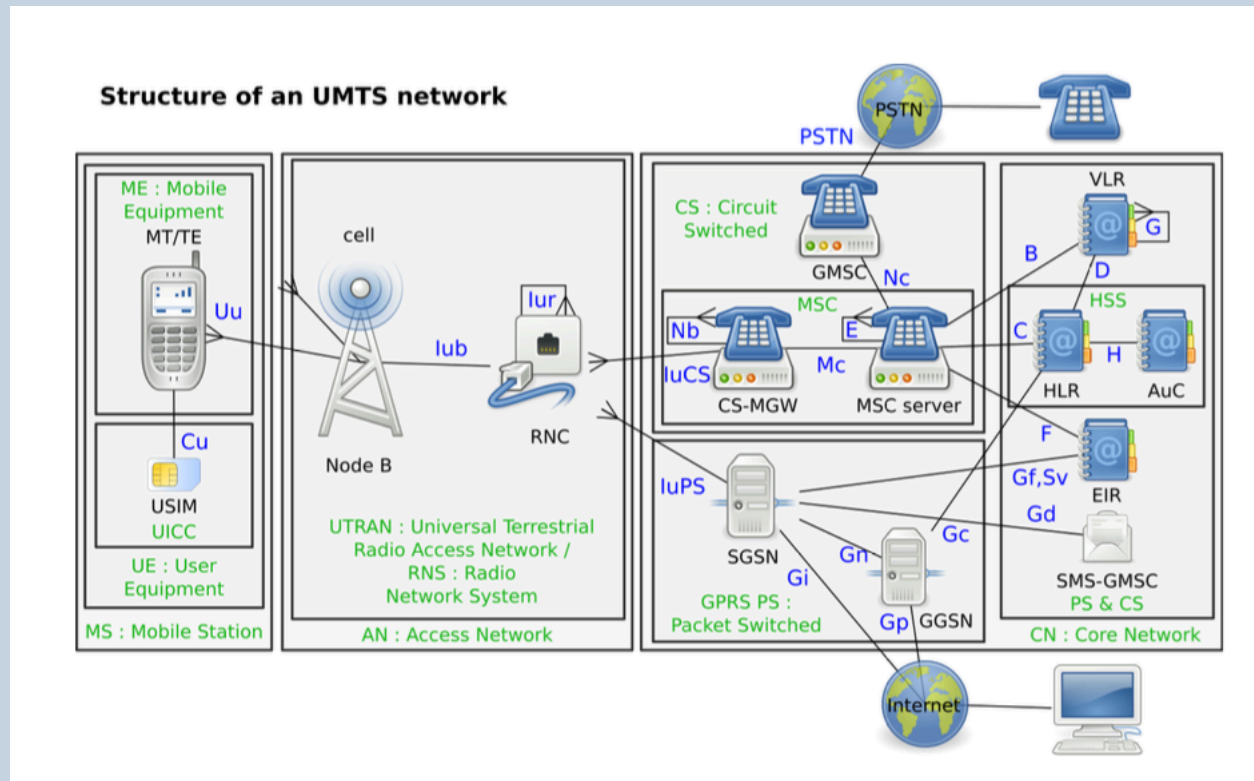 Structure of an UMTS network
PSTN
PSTN
ME : Mobile
Equipment
MT/TE
Uu
Cu
USIM
UICC
UE : User
Equipment
MS : Mobile Station
cell
Iub
Node B
Iur
RNC
UTRAN : Universal Terrestrial
Radio Access Network /
RNS : Radio
Network System
AN : Access Network
CS : Circuit
Switched
GMSC
Nc
MSC
Nb
E
IuCS
Mc
CS-MGW
MSC server
IuPS
SGSN
Gn
Gi
Gc
GPRS PS :
Packet Switched
Gp
GGSN
VLR
G
B
D
HSS
C
H
HLR
AuC
F
Gf,Sv
EIR
Gd
SMS-GMSC
PS & CS
CN : Core Network
Internet